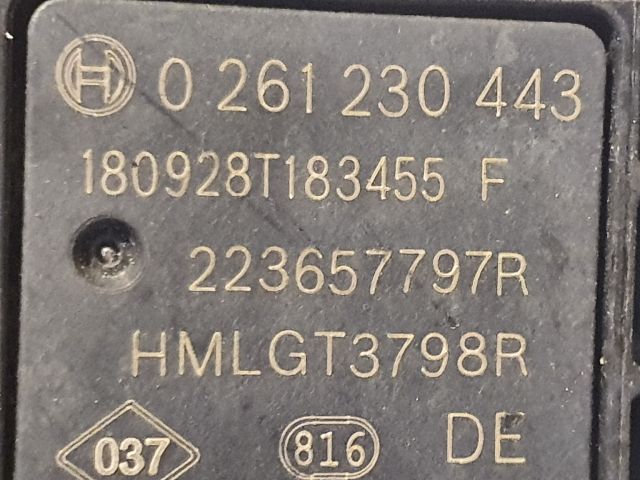 0 261 230 443
180928T183455 F
223657797R
HMLGT3798R
037 816 DE